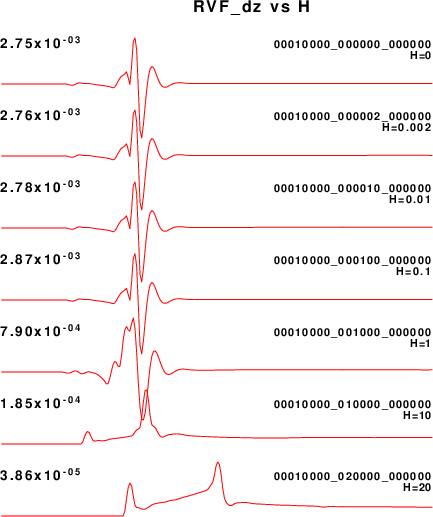 RVF_dz vs H
2.75x10-03 00010000_000000_000000
H=0
2.76x10-03 00010000_000002_000000
H=0.002
2.78x10-03 00010000_000010_000000
H=0.01
2.87x10-03 00010000_000100_000000
H=0.1
7.90x10-04 00010000_001000_000000
H=1
1.85x10-04 00010000_010000_000000
H=10
3.86x10-05 00010000_020000_000000
H=20